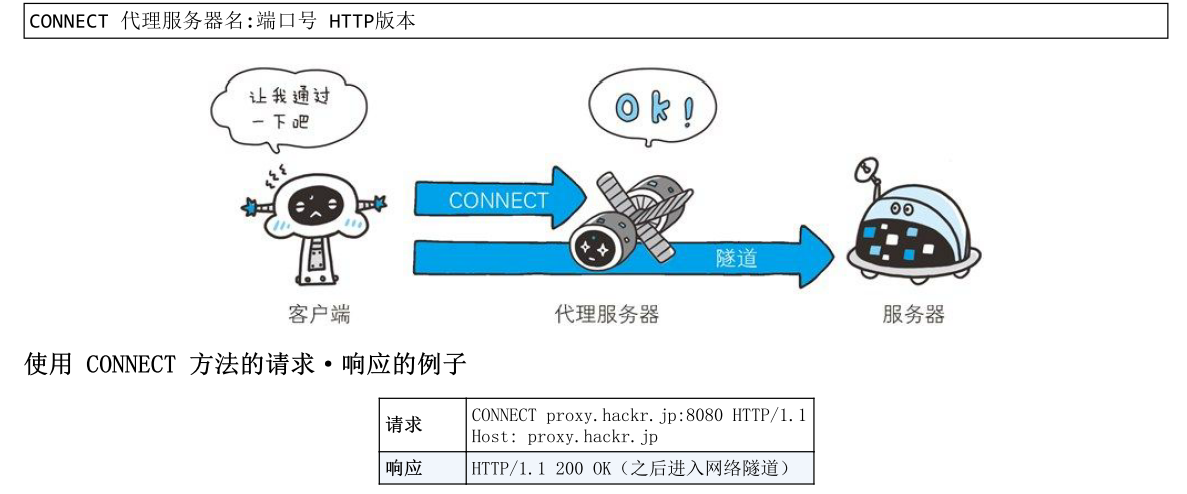 CONNECT 代理服务器名:端口号 HTTP版本
让我通过
一下吧
Ok!
CONNECT
隧道
客户端
代理服务器
服务器
使用 CONNECT 方法的请求·响应的例子
请求
CONNECT proxy.hackr.jp:8080 HTTP/1.1
Host: proxy.hackr.jp
响应
HTTP/1.1 200 OK（之后进入网络隧道）